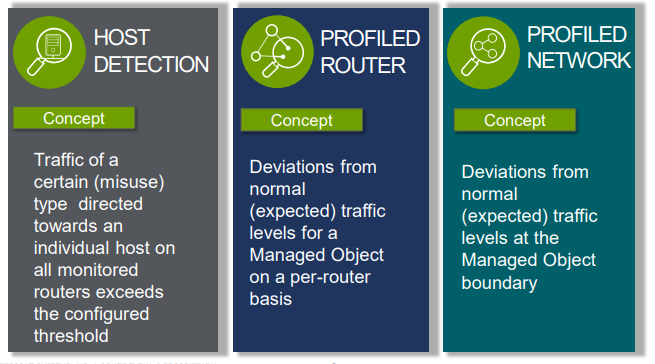 HOST
DETECTION
Concept
Traffic of a
certain (misuse)
type directed
towards an
individual host on
all monitored
routers exceeds
the configured
threshold
PROFILED
ROUTER
Concept
Deviations from
normal
(expected) traffic
levels for a
Managed Object
on a per-router
basis
PROFILED
NETWORK
Concept
Deviations from
normal
(expected) traffic
levels at the
Managed Object
boundary